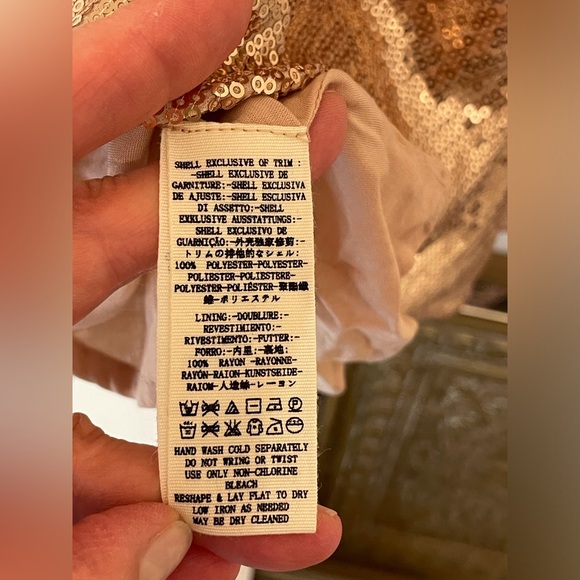 SHELL EXCLUSIVE OF TRIM :
-SHELL EXCLUSIVE DE
GARNITURE:-SHELL EXCLUSIVA
DE AJUSTE:-SHELL ESCLUSIVA
DI ASSETTO:-SHELL
EXKLUSIVE AUSSTATTUNGS:-
SHELL EXCLUSIVO DE
GUARNIÇÃO:-外壳独家修剪:-
トリムの排他的なシェル:
100% POLYESTER-POLYESTER-
POLIESTER-POLIESTERE-
POLYESTER-POLIÉSTER-聚酯纖
維-ポリエステル
LINING:-DOUBLURE:-
REVESTIMIENTO:-
RIVESTIMENTO:-FUTTER:-
FORRO:-内里:-裏地:
100% RAYON -RAYONNE-
RAYÓN-RAION-KUNSTSEIDE-
RAIOM-人造絲-レーヨン
HAND WASH COLD SEPARATELY
DO NOT WRING OR TWIST
USE ONLY NON-CHLORINE
BLEACH
RESHAPE & LAY FLAT TO DRY
LOW IRON AS NEEDED
MAY BE DRY CLEANED